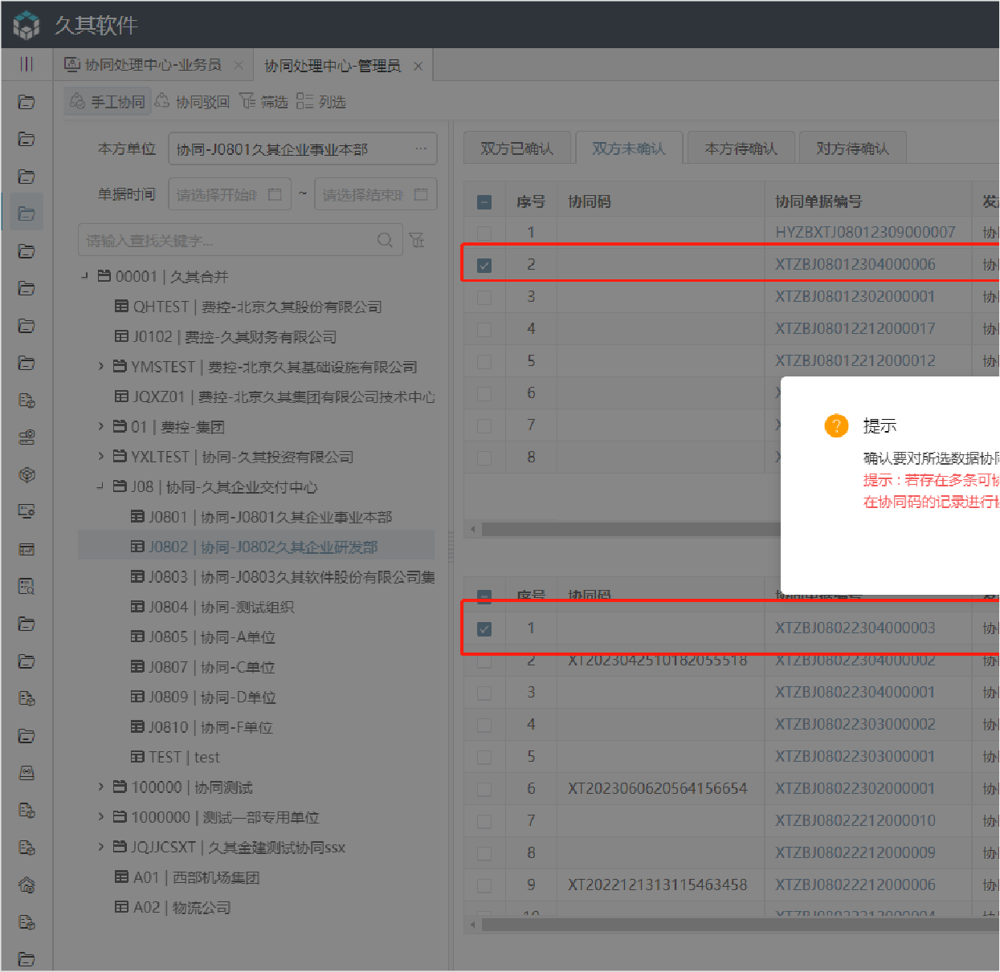 久其软件
协同处理中心-业务员 ×
协同处理中心-管理员 ×
手工协同 协同驳回 筛选 列选
本方单位 协同-J0801久其企业事业本部 ...
单据时间 请选择开始时 ~ 请选择结束时
请输入查找关键字...
00001 | 久其合并
QHTEST | 费控-北京久其股份有限公司
J0102 | 费控-久其财务有限公司
YMSTEST | 费控-北京久其基础设施有限公司
JQXZ01 | 费控-北京久其集团有限公司技术中心
01 | 费控-集团
YXLTEST | 协同-久其投资有限公司
J08 | 协同-久其企业交付中心
J0801 | 协同-J0801久其企业事业本部
J0802 | 协同-J0802久其企业研发部
J0803 | 协同-J0803久其软件股份有限公司集
J0804 | 协同-测试组织
J0805 | 协同-A单位
J0807 | 协同-C单位
J0809 | 协同-D单位
J0810 | 协同-F单位
TEST | test
100000 | 协同测试
1000000 | 测试一部专用单位
JQJJCSXT | 久其金建测试协同ssx
A01 | 西部机场集团
A02 | 物流公司
双方已确认 双方未确认 本方待确认 对方待确认
序号 协同码 协同单据编号
1 HYZBXTJ08012309000007 协
2 XTZBJ08012304000006 协
3 XTZBJ08012302000001 协
4 XTZBJ08012212000017 协
5 XTZBJ08012212000012 协
6
7
8
提示
确认要对所选数据协同
提示：若存在多条可协
在协同码的记录进行协
序号 协同码 协同单据编号
1 XTZBJ08022304000003 协
2 XT2023042510182055518 XTZBJ08022304000002 协
3 XTZBJ08022304000001 协
4 XTZBJ08022303000002 协
5 XTZBJ08022303000001 协
6 XT2023060620564156654 XTZBJ08022302000001 协
7 XTZBJ08022212000010 协
8 XTZBJ08022212000009 协
9 XT2022121313115463458 XTZBJ08022212000006 协
10 XTZBJ08022212000004 协